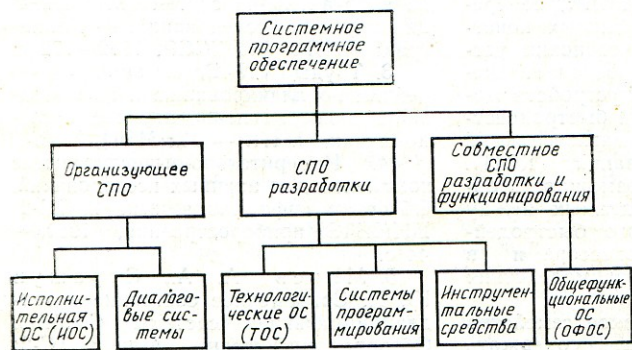 Системное
программное
обеспечение
Организующее
СПО
СПО
разработки
Совместное
СПО
разработки и
функционирования
Исполни-
тельная
ОС (ИОС)
Диалого-
вые сис-
темы
Технологи-
ческие ОС
(ТОС)
Системы
програм-
мирования
Инструмен-
тальные
средства
Общефунк-
циональные
ОС
(ОФОС)